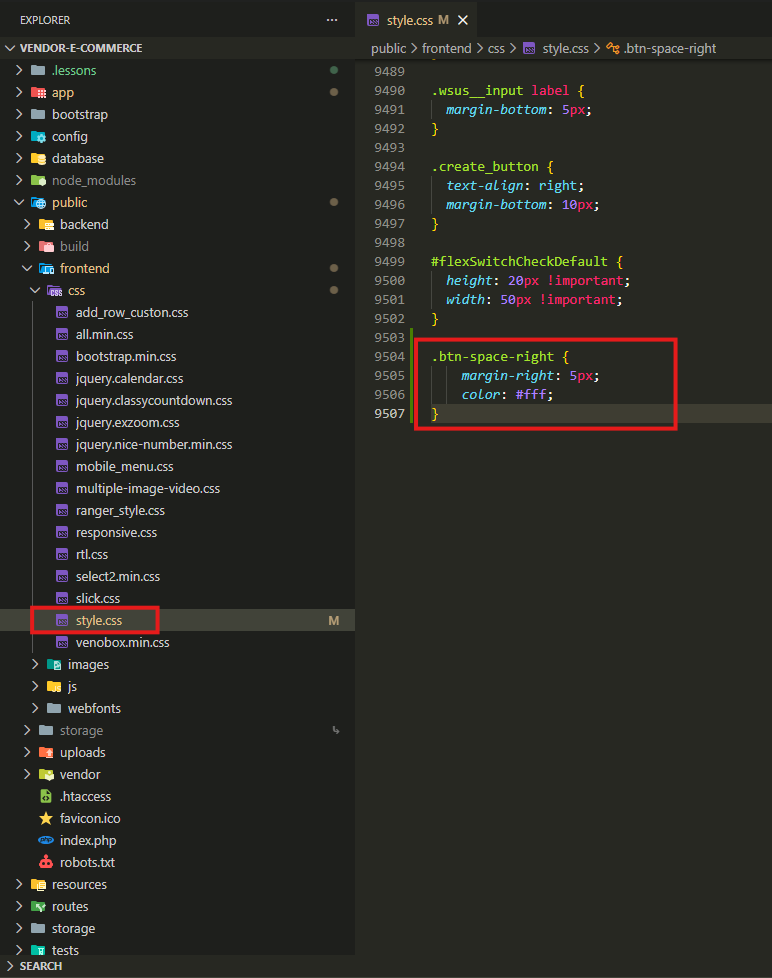 EXPLORER
...
VENDOR-E-COMMERCE
.lessons
app
bootstrap
config
database
node_modules
public
backend
build
frontend
css
add_row_custon.css
all.min.css
bootstrap.min.css
jquery.calendar.css
jquery.classycountdown.css
jquery.exzoom.css
jquery.nice-number.min.css
mobile_menu.css
multiple-image-video.css
ranger_style.css
responsive.css
rtl.css
select2.min.css
slick.css
style.css M
venobox.min.css
images
js
webfonts
storage
uploads
vendor
.htaccess
favicon.ico
index.php
robots.txt
resources
routes
storage
tests
SEARCH
style.css M
public > frontend > css > style.css > .btn-space-right
9489
9490 .wsus__input label {
9491 margin-bottom: 5px;
9492 }
9493
9494 .create_button {
9495 text-align: right;
9496 margin-bottom: 10px;
9497 }
9498
9499 #flexSwitchCheckDefault {
9500 height: 20px !important;
9501 width: 50px !important;
9502 }
9503
9504 .btn-space-right {
9505 margin-right: 5px;
9506 color: #fff;
9507 }